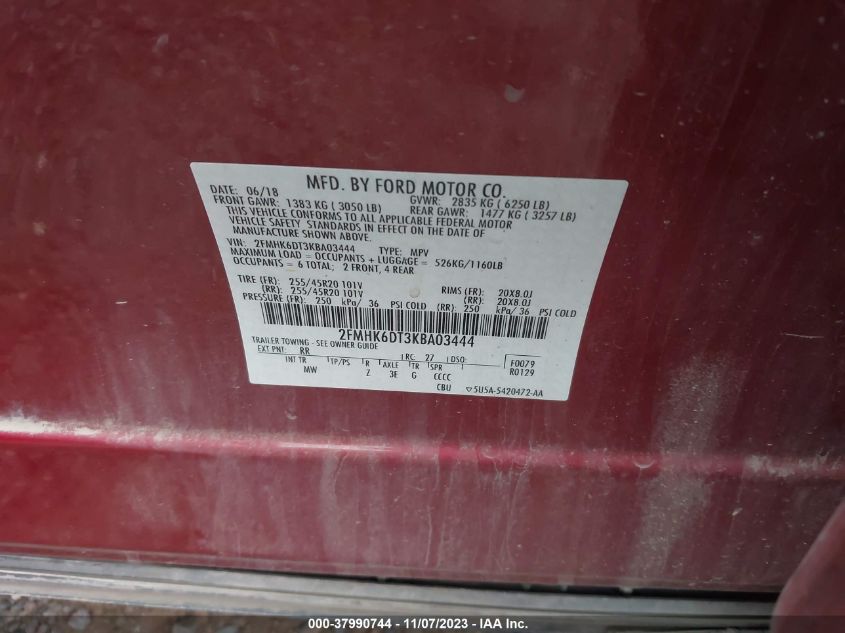 MFD. BY FORD MOTOR CO.
DATE: 06/18 GVWR: 2835 KG ( 6250 LB)
FRONT GAWR: 1383 KG ( 3050 LB) REAR GAWR: 1477 KG ( 3257 LB)
THIS VEHICLE CONFORMS TO ALL APPLICABLE FEDERAL MOTOR
VEHICLE SAFETY STANDARDS IN EFFECT ON THE DATE OF
MANUFACTURE SHOWN ABOVE.
VIN: 2FMHK6DT3KBA03444 TYPE: MPV
MAXIMUM LOAD = OCCUPANTS + LUGGAGE = 526KG/1160LB
OCCUPANTS = 6 TOTAL; 2 FRONT, 4 REAR
TIRE (FR): 255/45R20 101V RIMS (FR): 20X8.0J
(RR): 255/45R20 101V (RR): 20X8.0J
PRESSURE (FR): 250 kPa/ 36 PSI COLD (RR): 250 kPa/ 36 PSI COLD
2FMHK6DT3KBA03444
TRAILER TOWING - SEE OWNER GUIDE
EXT PNT: RR RC: 27 DSO: F0079
R0129
INT TR TP/PS R AXLE TR SPR
MW Z 3E G CCCC
CBU ▽5U5A-5420472-AA
000-37990744 - 11/07/2023 - IAA Inc.